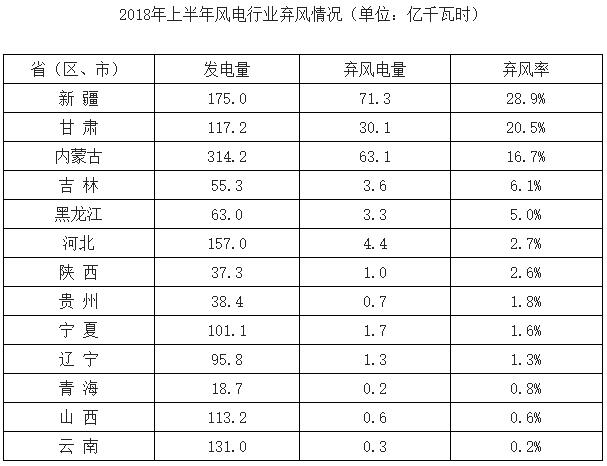 2018年上半年风电行业弃风情况（单位：亿千瓦时）
省（区、市） 发电量 弃风电量 弃风率
新 疆 175.0 71.3 28.9%
甘 肃 117.2 30.1 20.5%
内蒙古 314.2 63.1 16.7%
吉 林 55.3 3.6 6.1%
黑龙江 63.0 3.3 5.0%
河北 157.0 4.4 2.7%
陕 西 37.3 1.0 2.6%
贵 州 38.4 0.7 1.8%
宁 夏 101.1 1.7 1.6%
辽 宁 95.8 1.3 1.3%
青 海 18.7 0.2 0.8%
山 西 113.2 0.6 0.6%
云 南 131.0 0.3 0.2%